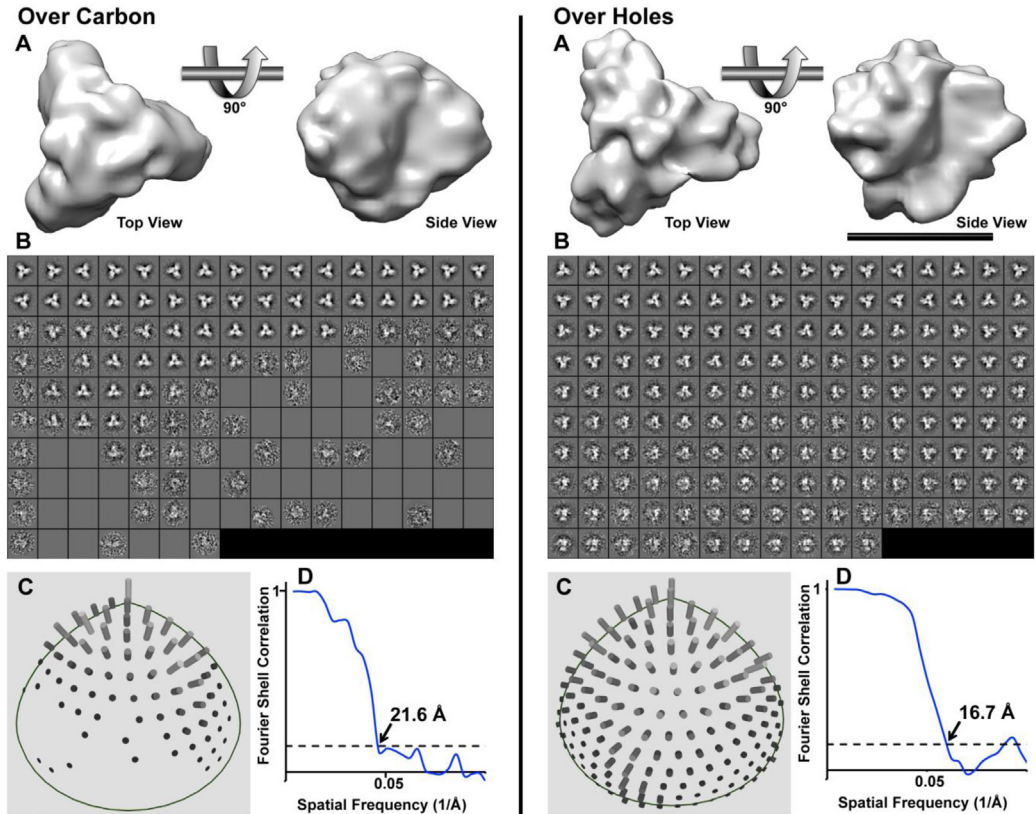 Over Carbon
A
90°
Top View
Side View
B
C
D
1
Fourier Shell Correlation
21.6 Å
0.05
Spatial Frequency (1/Å)
Over Holes
A
90°
Top View
Side View
B
C
D
1
Fourier Shell Correlation
16.7 Å
0.05
Spatial Frequency (1/Å)